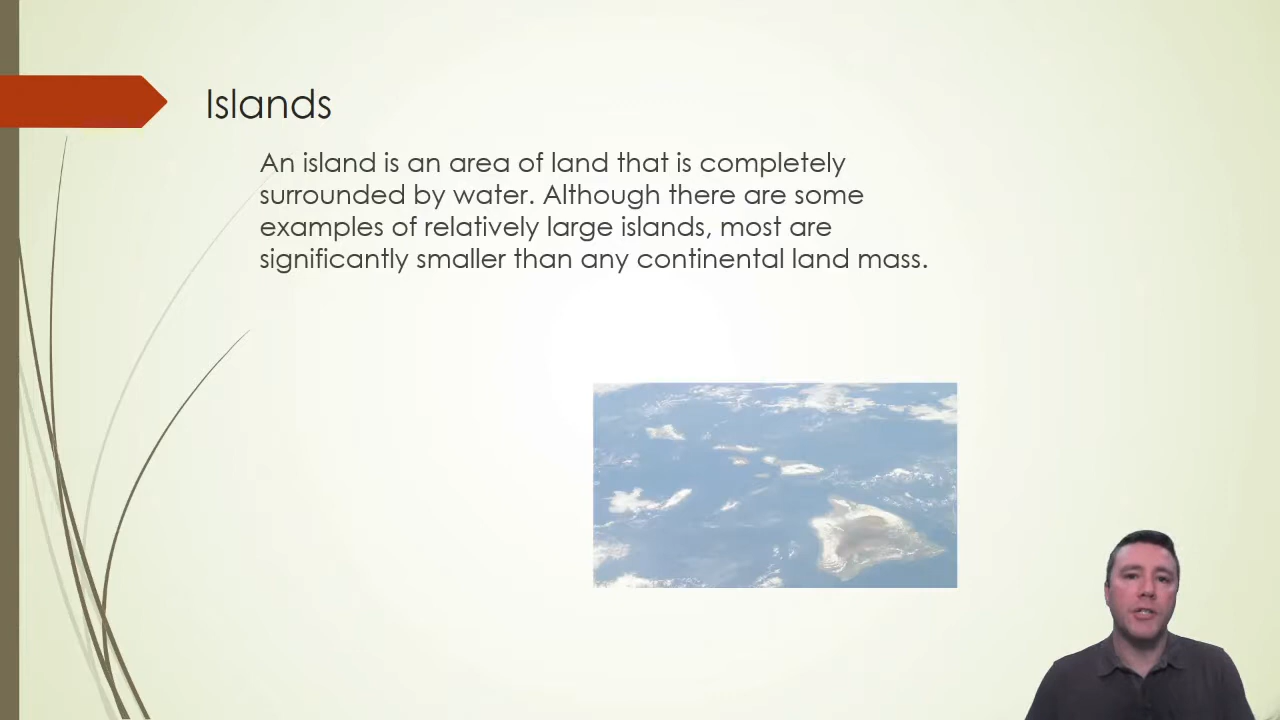 Islands
An island is an area of land that is completely
surrounded by water. Although there are some
examples of relatively large islands, most are
significantly smaller than any continental land mass.